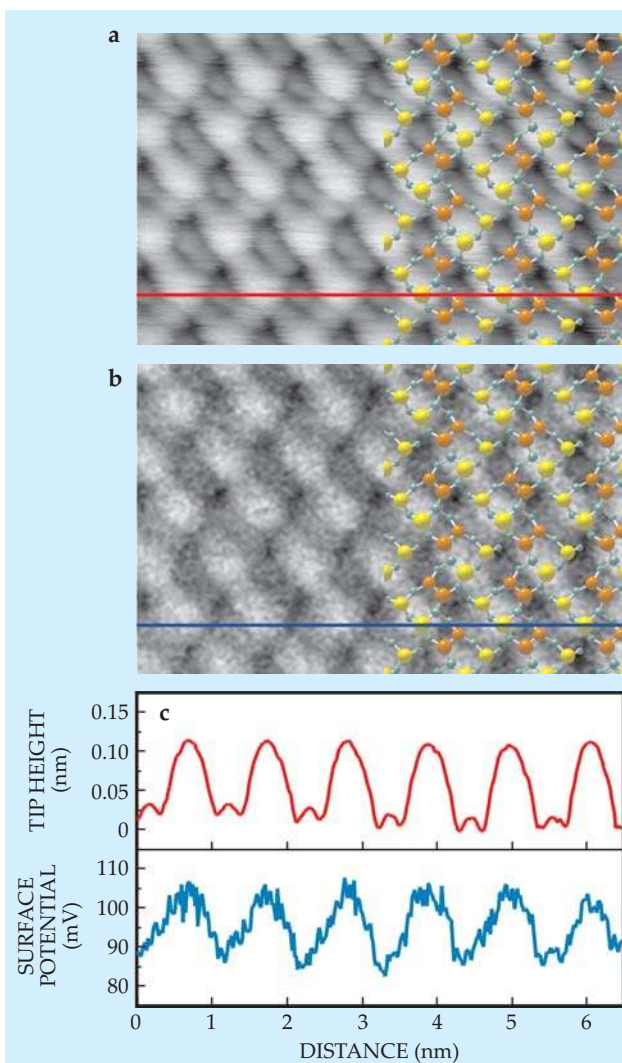 a
b
c
0.15
0.10
0.05
0
TIP HEIGHT
(nm)
110
100
90
80
SURFACE
POTENTIAL
(mV)
0 1 2 3 4 5 6
DISTANCE (nm)